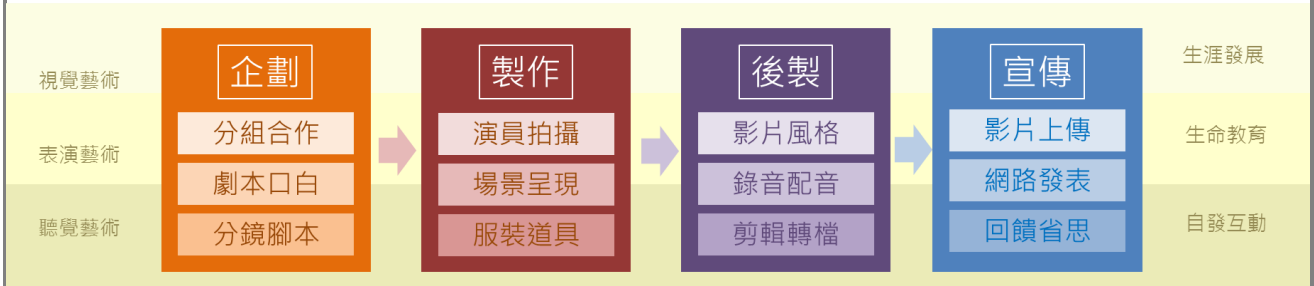 視覺藝術
表演藝術
聽覺藝術
企劃
分組合作
劇本口白
分鏡腳本
製作
演員拍攝
場景呈現
服裝道具
後製
影片風格
錄音配音
剪輯轉檔
宣傳
影片上傳
網路發表
回饋省思
生涯發展
生命教育
自發互動